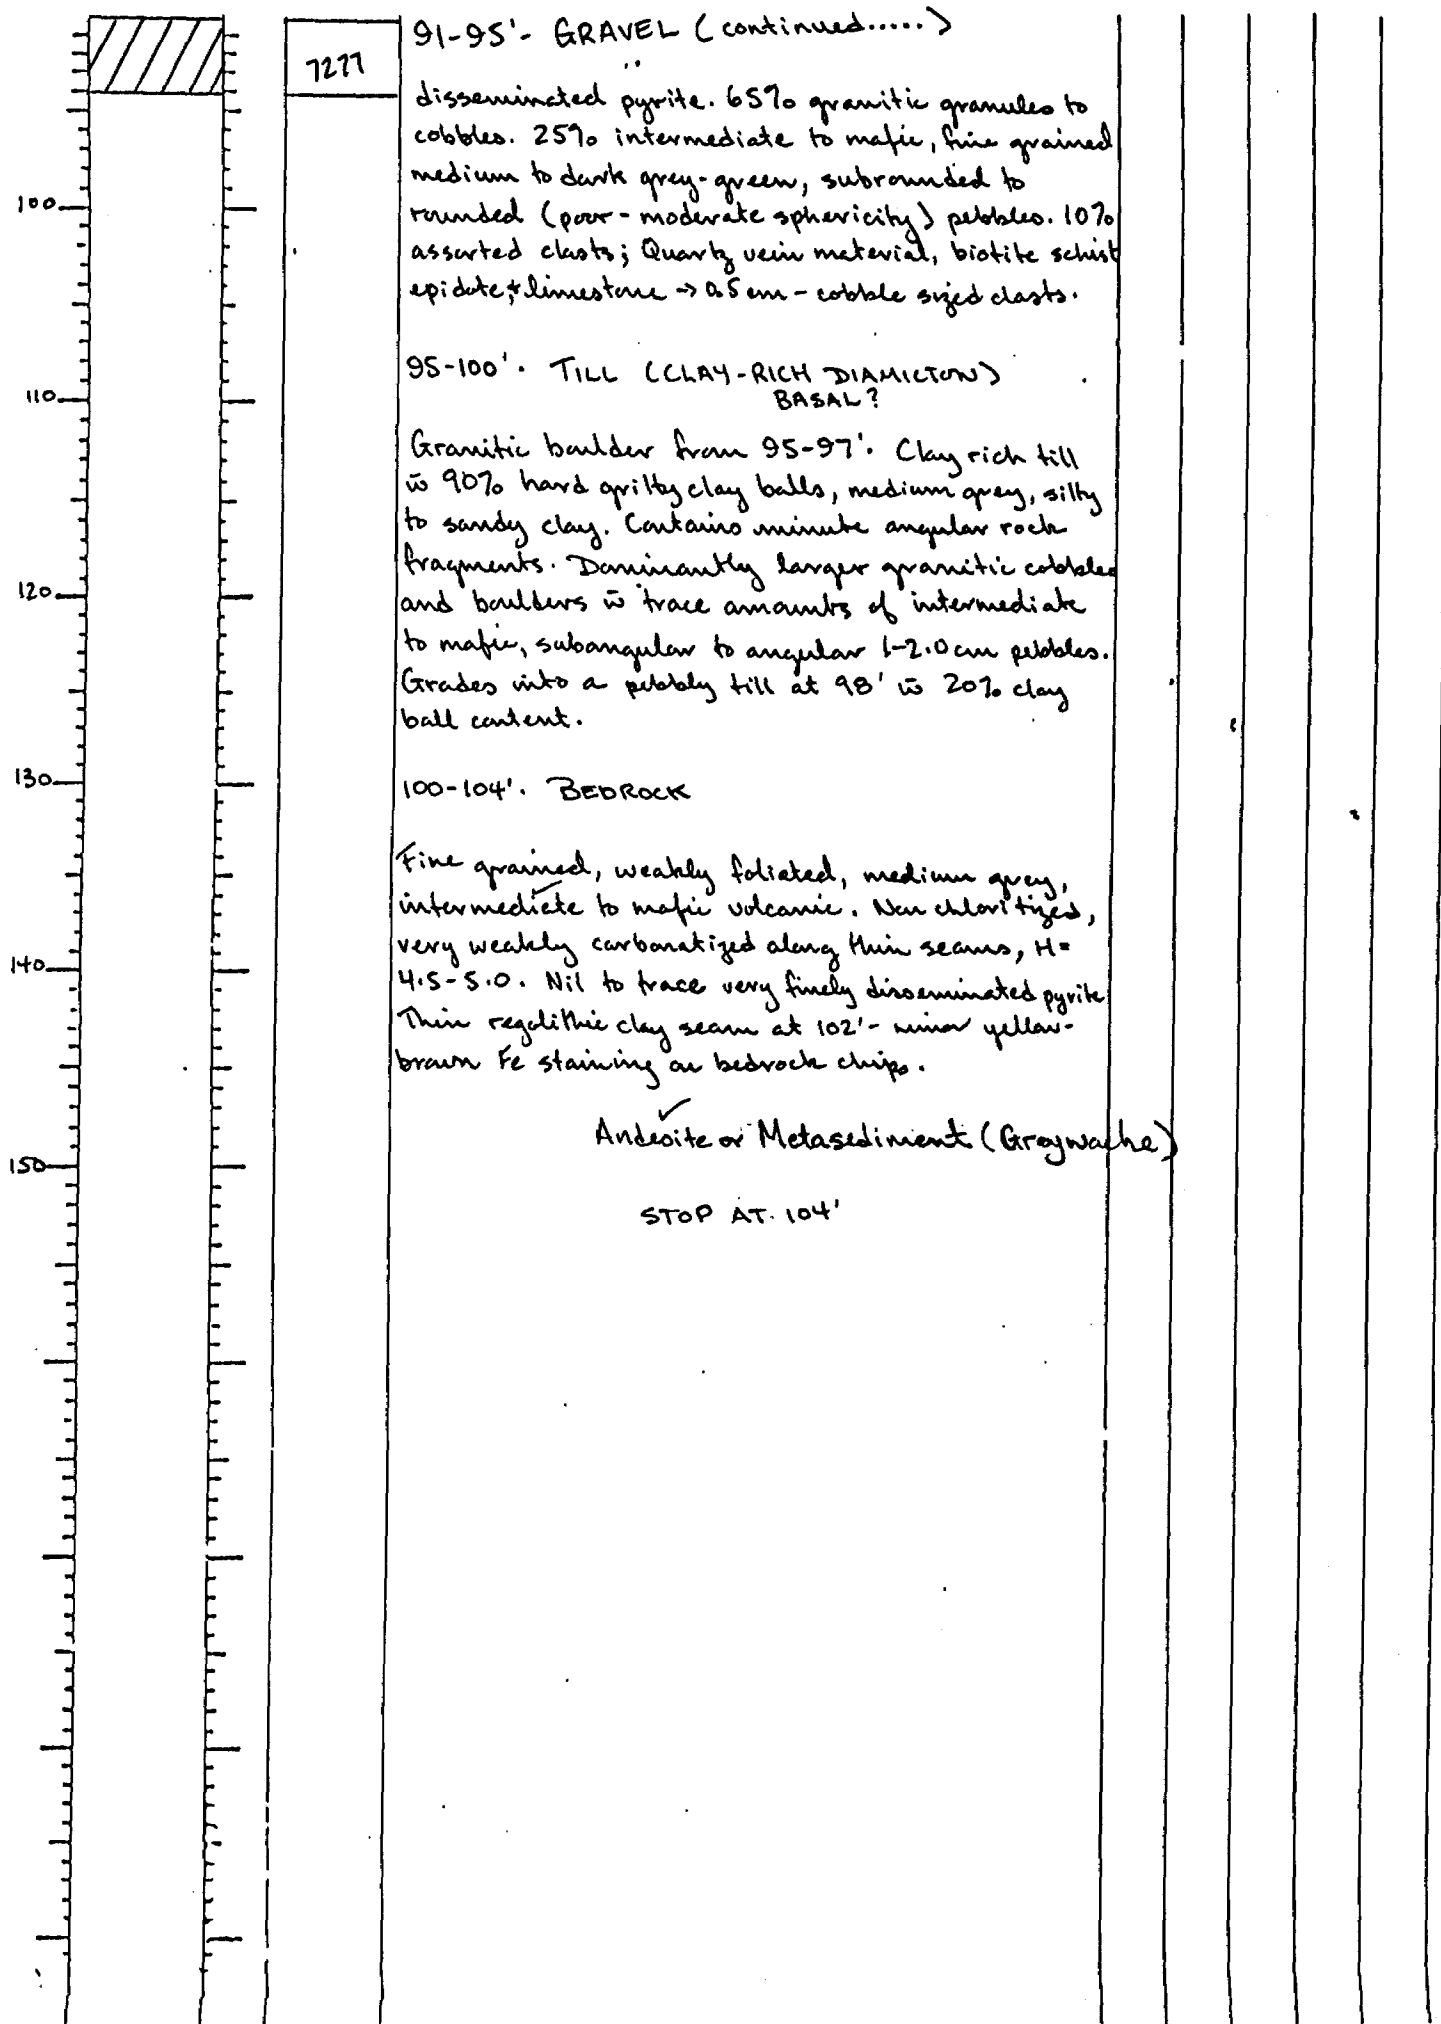 91-95'- GRAVEL (continued.....)
7277
disseminated pyrite. 65% granitic granules to
cobbles. 25% intermediate to mafic, fine grained
medium to dark grey-green, subrounded to
100
rounded (poor-moderate sphericity) pebbles. 10%
assorted clasts; Quartz vein material, biotite schist
epidote, + limestone → 0.5 cm - cobble sized clasts.
95-100'. TILL (CLAY-RICH DIAMICTON)
110
BASAL?
Granitic boulder from 95-97'. Clay rich till
w̄ 90% hard gritty clay balls, medium grey, silty
to sandy clay. Contains minute angular rock
fragments. Dominantly larger granitic cobbles
120
and boulders w̄ trace amounts of intermediate
to mafic, subangular to angular 1-2.0 cm pebbles.
Grades into a pebbly till at 98' w̄ 20% clay
ball content.
130
100-104'. BEDROCK
Fine grained, weakly foliated, medium grey,
intermediate to mafic volcanic. Non chloritized,
very weakly carbonatized along thin seams, H=
140
4.5-5.0. Nil to trace very finely disseminated pyrite
Thin regolithic clay seam at 102'- minor yellow-
brown Fe staining on bedrock chips.
✓
Andesite or Metasediment (Greywacke)
150
STOP AT 104'